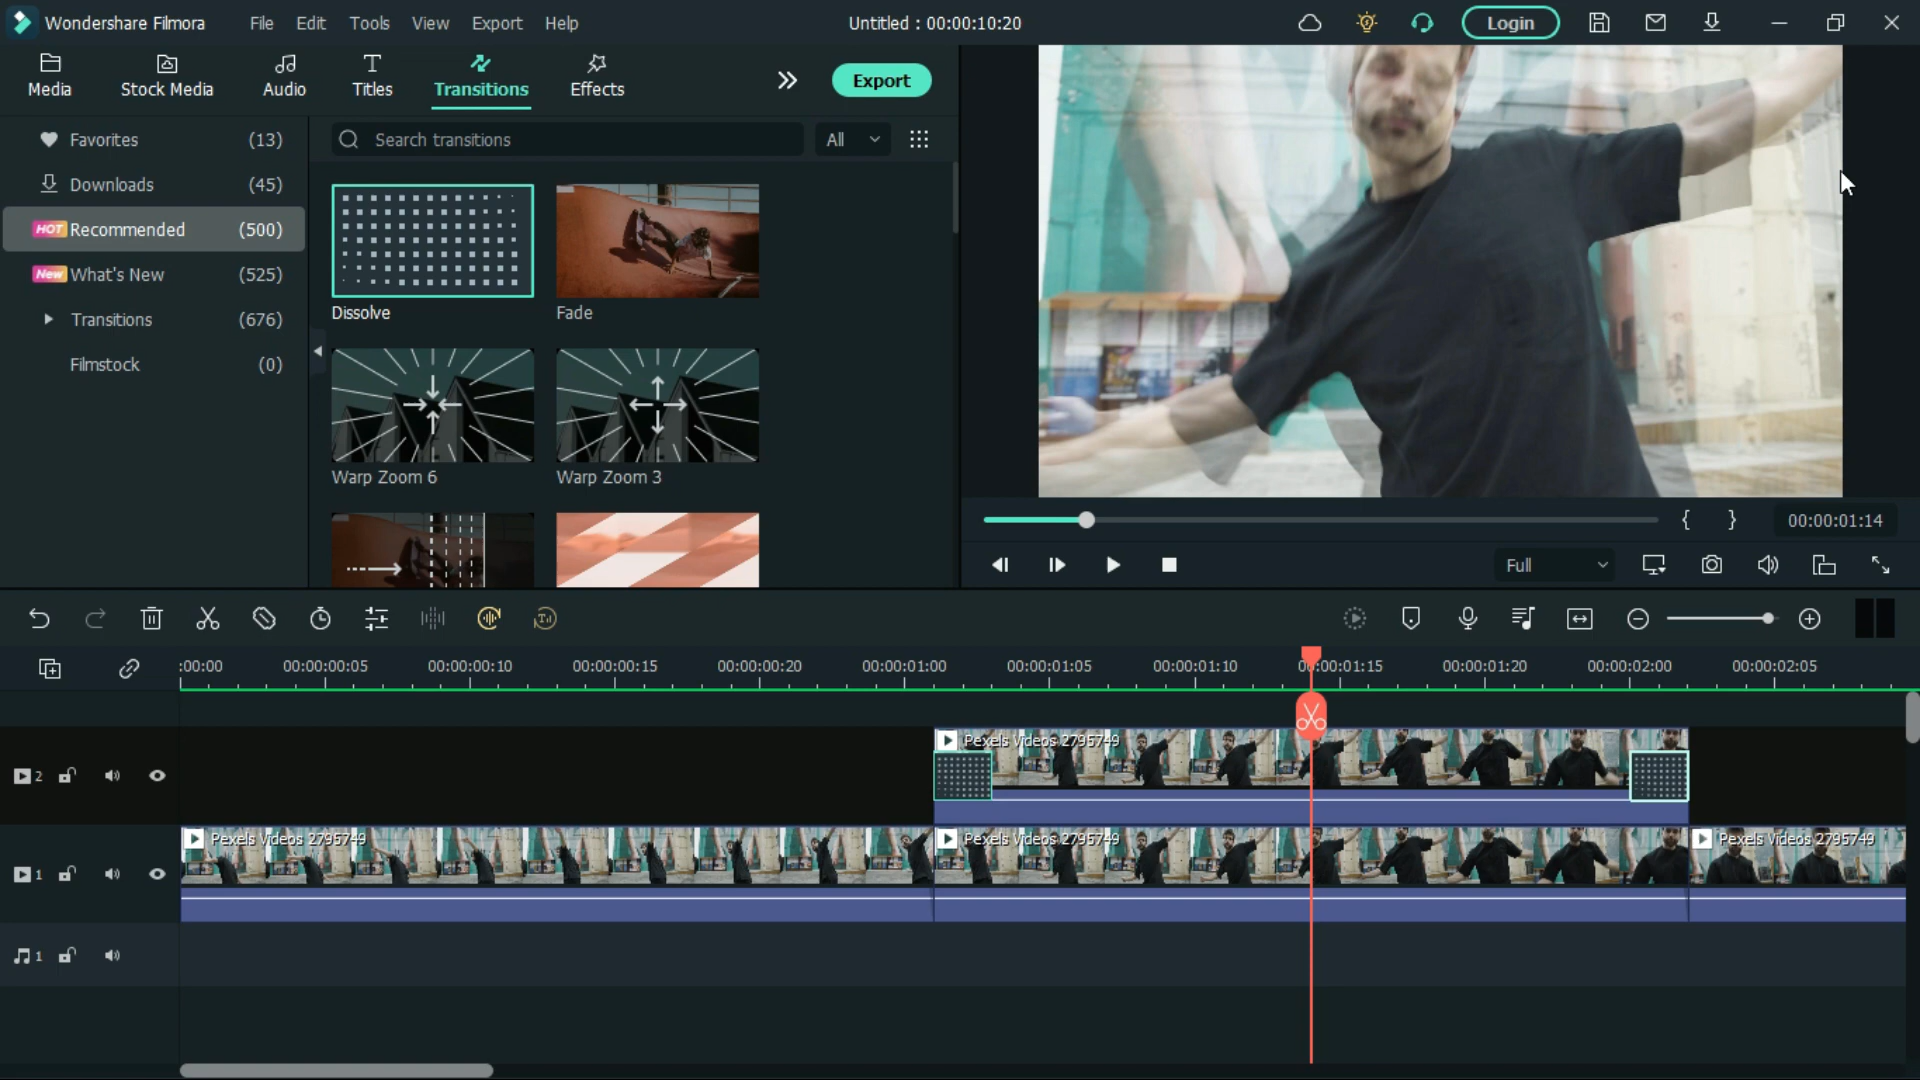 Wondershare Filmora File Edit Tools View Export Help Untitled : 00:00:10:20 Login
Media Stock Media Audio Titles Transitions Effects Export
Favorites (13)
Downloads (45)
HOT Recommended (500)
New What's New (525)
Transitions (676)
Filmstock (0)
Search transitions All
Dissolve Fade
Warp Zoom 6 Warp Zoom 3
{ } 00:00:01:14
Full
:00:00 00:00:00:05 00:00:00:10 00:00:00:15 00:00:00:20 00:00:01:00 00:00:01:05 00:00:01:10 00:00:01:15 00:00:01:20 00:00:02:00 00:00:02:05
Pexels Videos 2795749
2
Pexels Videos 2795749 Pexels Videos 2795749 Pexels Videos 2795749
1
1